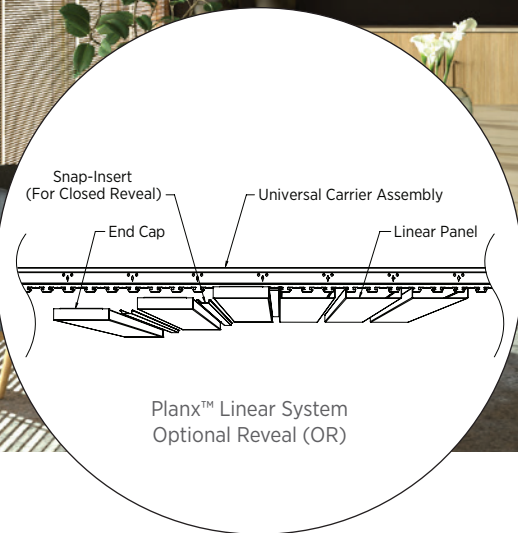 Snap-Insert
(For Closed Reveal)
Universal Carrier Assembly
End Cap
Linear Panel
Planx™ Linear System
Optional Reveal (OR)